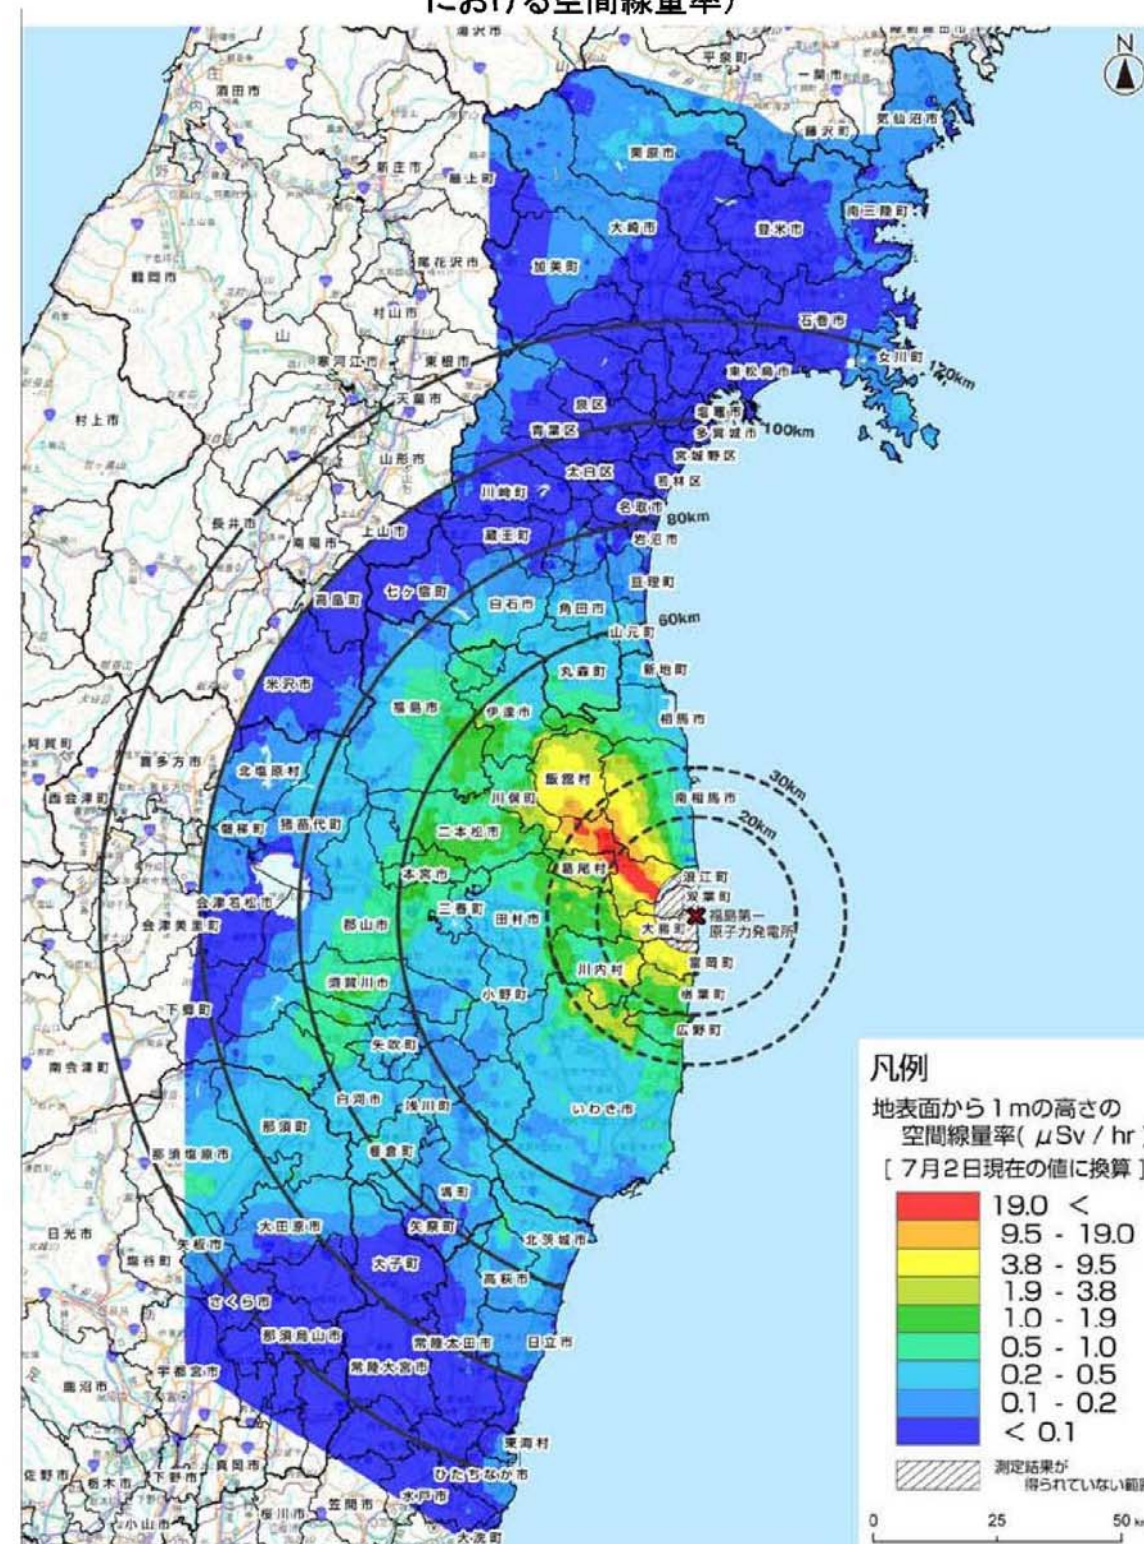 における空間線量率）
湯沢市
平泉町
N
酒田市
一関市
気仙沼市
藤沢町
栗原市
新庄市
最上町
南三陸町
大崎市
登米市
尾花沢市
加美町
鶴岡市
村山市
石巻市
山
寒河江市
東根市
女川町
120km
東松島市
天童市
泉区
塩竈市
村上市
青葉区
多賀城市
100km
山形市
宮城野区
太白区
若林区
川崎町
名取市
80km
長井市
上山市
蔵王町
岩沼市
南陽市
亘理町
七ヶ宿町
高畠町
白石市
角田市
60km
山元町
丸森町
新地町
米沢市
福島市
伊達市
相馬市
阿賀町
喜多方市
北塩原村
飯舘村
30km
西会津町
川俣町
南相馬市
20km
磐梯町
猪苗代町
二本松市
葛尾村
浪江町
本宮市
双葉町
会津若松市
三春町
田村市
福島第一
原子力発電所
会津美里町
郡山市
大熊町
川内村
富岡町
須賀川市
小野町
楢葉町
下郷町
広野町
矢吹町
南会津町
白河市
浅川町
いわき市
那須町
那須塩原市
棚倉町
塙町
大田原市
矢祭町
日光市
矢板市
北茨城市
塩谷町
大子町
高萩市
さくら市
那須烏山市
常陸太田市
日立市
宇都宮市
常陸大宮市
鹿沼市
東海村
真岡市
ひたちなか市
佐野市
栃木市
下野市
水戸市
笠間市
小山市
桜川市
大洗町
凡例
地表面から1mの高さの
空間線量率( μSv / hr )
[ 7月2日現在の値に換算 ]
19.0 <
9.5 - 19.0
3.8 - 9.5
1.9 - 3.8
1.0 - 1.9
0.5 - 1.0
0.2 - 0.5
0.1 - 0.2
< 0.1
測定結果が
得られていない範囲
0 25 50 km